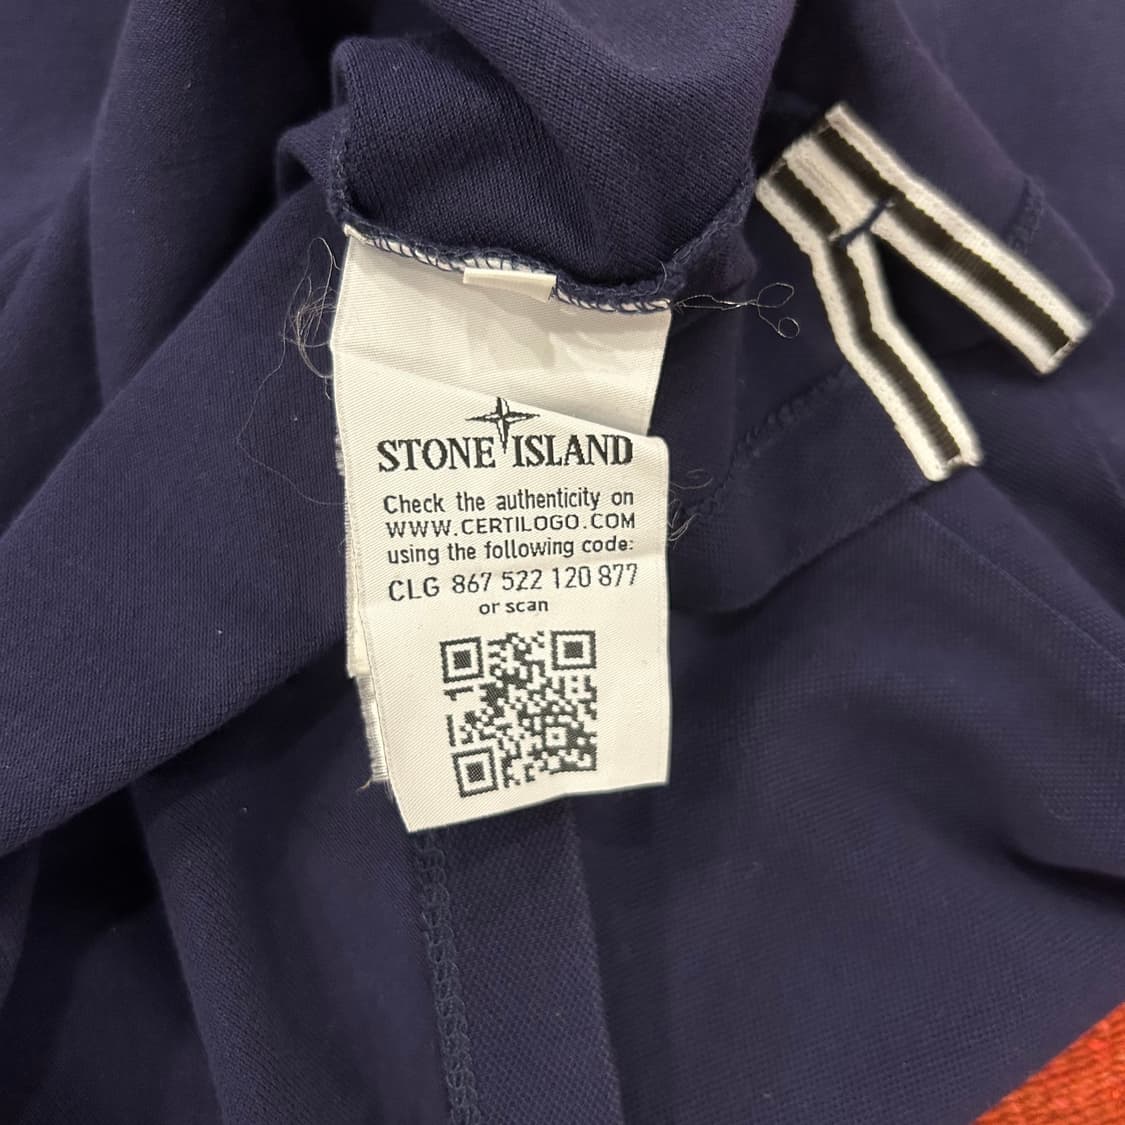 STONE ISLAND
Check the authenticity on
WWW.CERTILOGO.COM
using the following code:
CLG 867 522 120 877
or scan